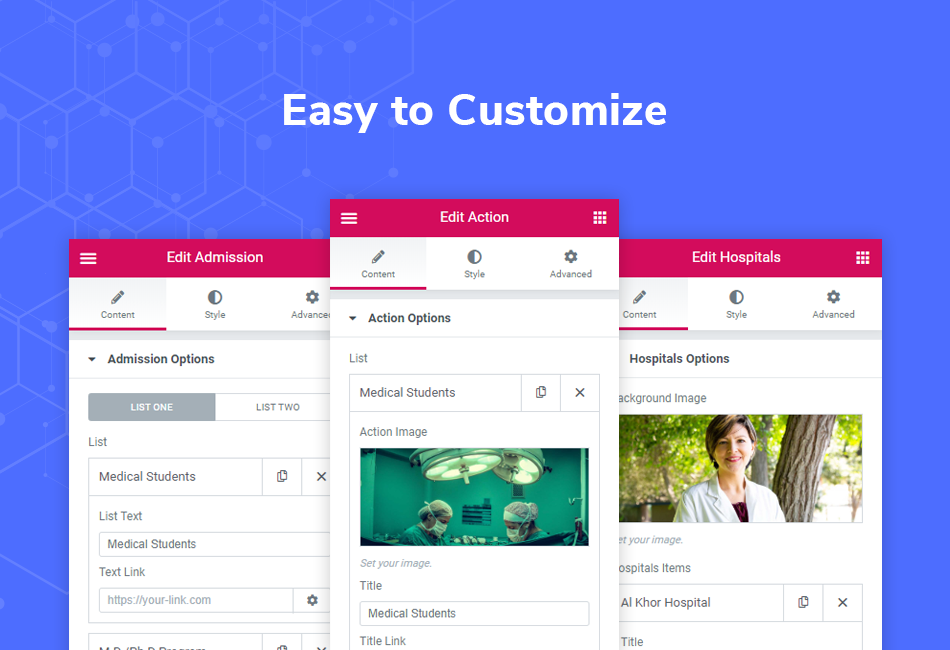 Easy to Customize
Edit Admission
Content
Style
Advanced
Admission Options
LIST ONE
LIST TWO
List
Medical Students
List Text
Medical Students
Text Link
https://your-link.com
M.D./Ph.D Program
Edit Action
Content
Style
Advanced
Action Options
List
Medical Students
Action Image
Set your image.
Title
Medical Students
Title Link
Edit Hospitals
Content
Style
Advanced
Hospitals Options
ackground Image
et your image.
ospitals Items
Al Khor Hospital
Title